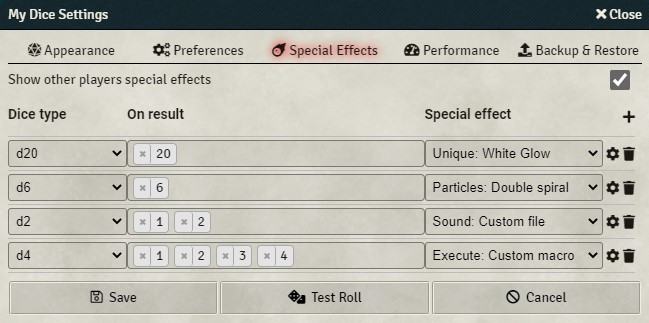 My Dice Settings Close
Appearance Preferences Special Effects Performance Backup & Restore
Show other players special effects
Dice type On result Special effect +
d20 × 20 Unique: White Glow
d6 × 6 Particles: Double spiral
d2 × 1 × 2 Sound: Custom file
d4 × 1 × 2 × 3 × 4 Execute: Custom macro
Save Test Roll Cancel